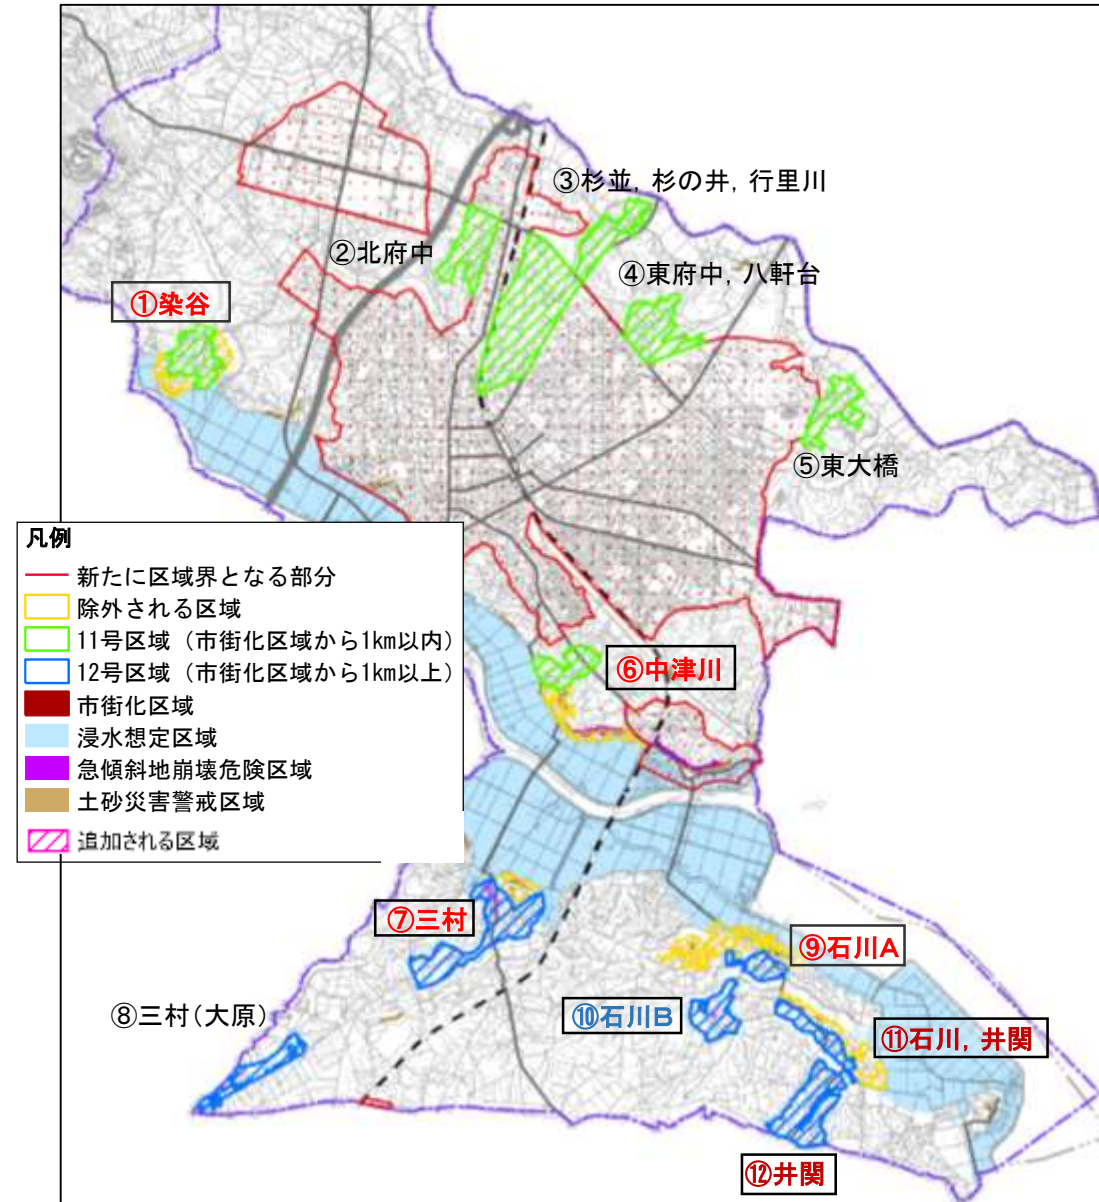 ③杉並, 杉の井, 行里川
②北府中
④東府中, 八軒台
①染谷
⑤東大橋
凡例
新たに区域界となる部分
除外される区域
11号区域（市街化区域から1km以内）
12号区域（市街化区域から1km以上）
市街化区域
浸水想定区域
急傾斜地崩壊危険区域
土砂災害警戒区域
追加される区域
⑥中津川
⑦三村
⑨石川A
⑧三村(大原)
⑩石川B
⑪石川, 井関
⑫井関